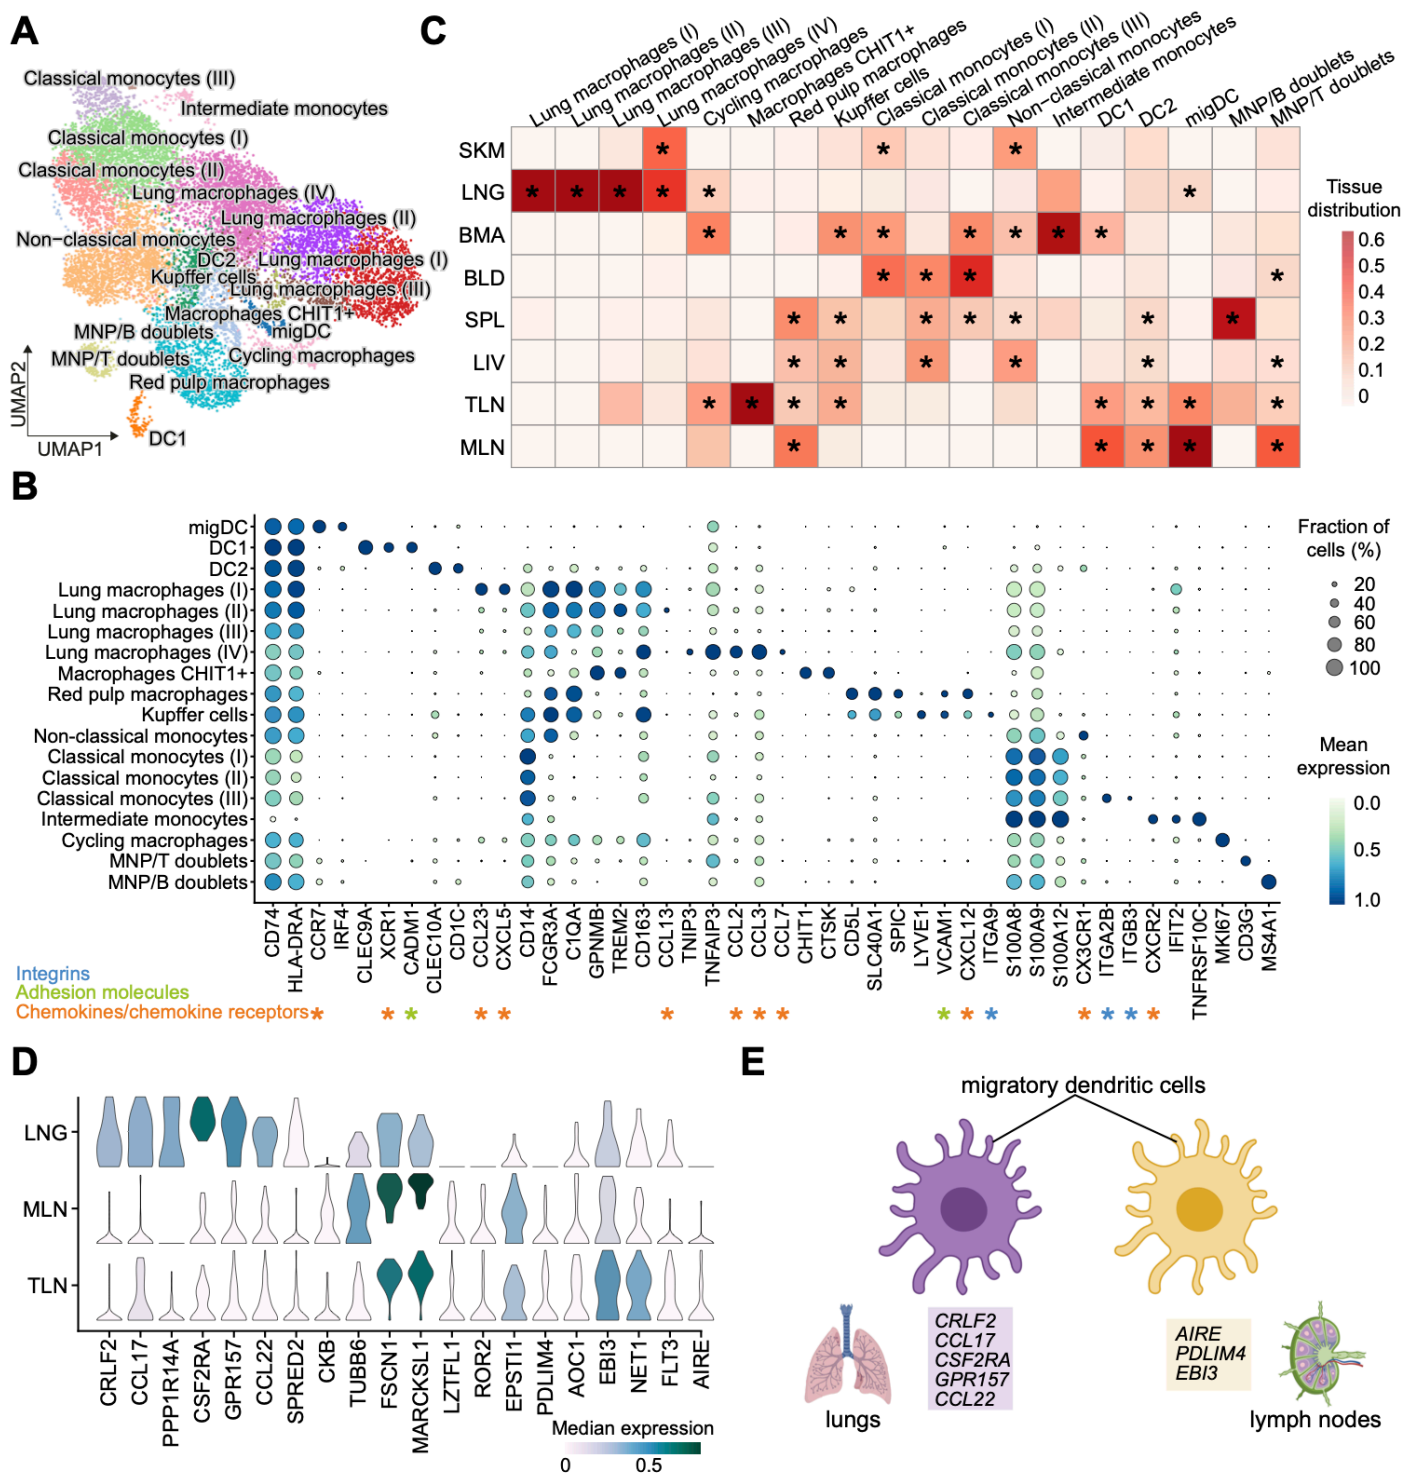 A
Classical monocytes (III)
Intermediate monocytes
Classical monocytes (I)
Classical monocytes (II)
Lung macrophages (IV)
Lung macrophages (II)
Non−classical monocytes
DC2
Lung macrophages (I)
Kupffer cells
Lung macrophages (III)
Macrophages CHIT1+
MNP/B doublets
migDC
MNP/T doublets
Cycling macrophages
Red pulp macrophages
DC1
UMAP2
UMAP1
C
Lung macrophages (I)
Lung macrophages (II)
Lung macrophages (III)
Lung macrophages (IV)
Cycling macrophages
Macrophages CHIT1+
Red pulp macrophages
Kupffer cells
Classical monocytes (I)
Classical monocytes (II)
Classical monocytes (III)
Non−classical monocytes
Intermediate monocytes
DC1
DC2
migDC
MNP/B doublets
MNP/T doublets
SKM
* * *
LNG
* * * * * *
BMA
* * * * * * *
BLD
* * * *
SPL
* * * * * * *
LIV
* * * * * *
TLN
* * * * * * * *
MLN
* * * * *
Tissue
distribution
0.6
0.6
0.4
0.3
0.2
0.1
0
B
migDC
DC1
DC2
Lung macrophages (I)
Lung macrophages (II)
Lung macrophages (III)
Lung macrophages (IV)
Macrophages CHIT1+
Red pulp macrophages
Kupffer cells
Non-classical monocytes
Classical monocytes (I)
Classical monocytes (II)
Classical monocytes (III)
Intermediate monocytes
Cycling macrophages
MNP/T doublets
MNP/B doublets
CD74
HLA-DRA
CCR7
IRF4
CLEC9A
XCR1
CADM1
CLEC10A
CD1C
CCL23
CXCL5
CD14
FCGR3A
C1QA
GPNMB
TREM2
CD163
CCL13
TNIP3
TNFAIP3
CCL2
CCL3
CCL7
CHIT1
CTSK
CD5L
SLC40A1
SPIC
LYVE1
VCAM1
CXCL12
ITGA9
S100A8
S100A9
S100A12
CX3CR1
ITGA2B
ITGB3
CXCR2
IFIT2
TNFRSF10C
MKI67
CD3G
MS4A1
Integrins
Adhesion molecules
Chemokines/chemokine receptors
* * * * * * * * * * * * * * * *
Fraction of
cells (%)
20
40
60
80
100
Mean
expression
0.0
0.5
1.0
D
LNG
MLN
TLN
CRLF2
CCL17
PPP1R14A
CSF2RA
GPR157
CCL22
SPRED2
CKB
TUBB6
FSCN1
MARCKSL1
LZTFL1
ROR2
EPSTI1
PDLIM4
AOC1
EBI3
NET1
FLT3
AIRE
Median expression
0 0.5
E
migratory dendritic cells
CRLF2
CCL17
CSF2RA
GPR157
CCL22
lungs
AIRE
PDLIM4
EBI3
lymph nodes